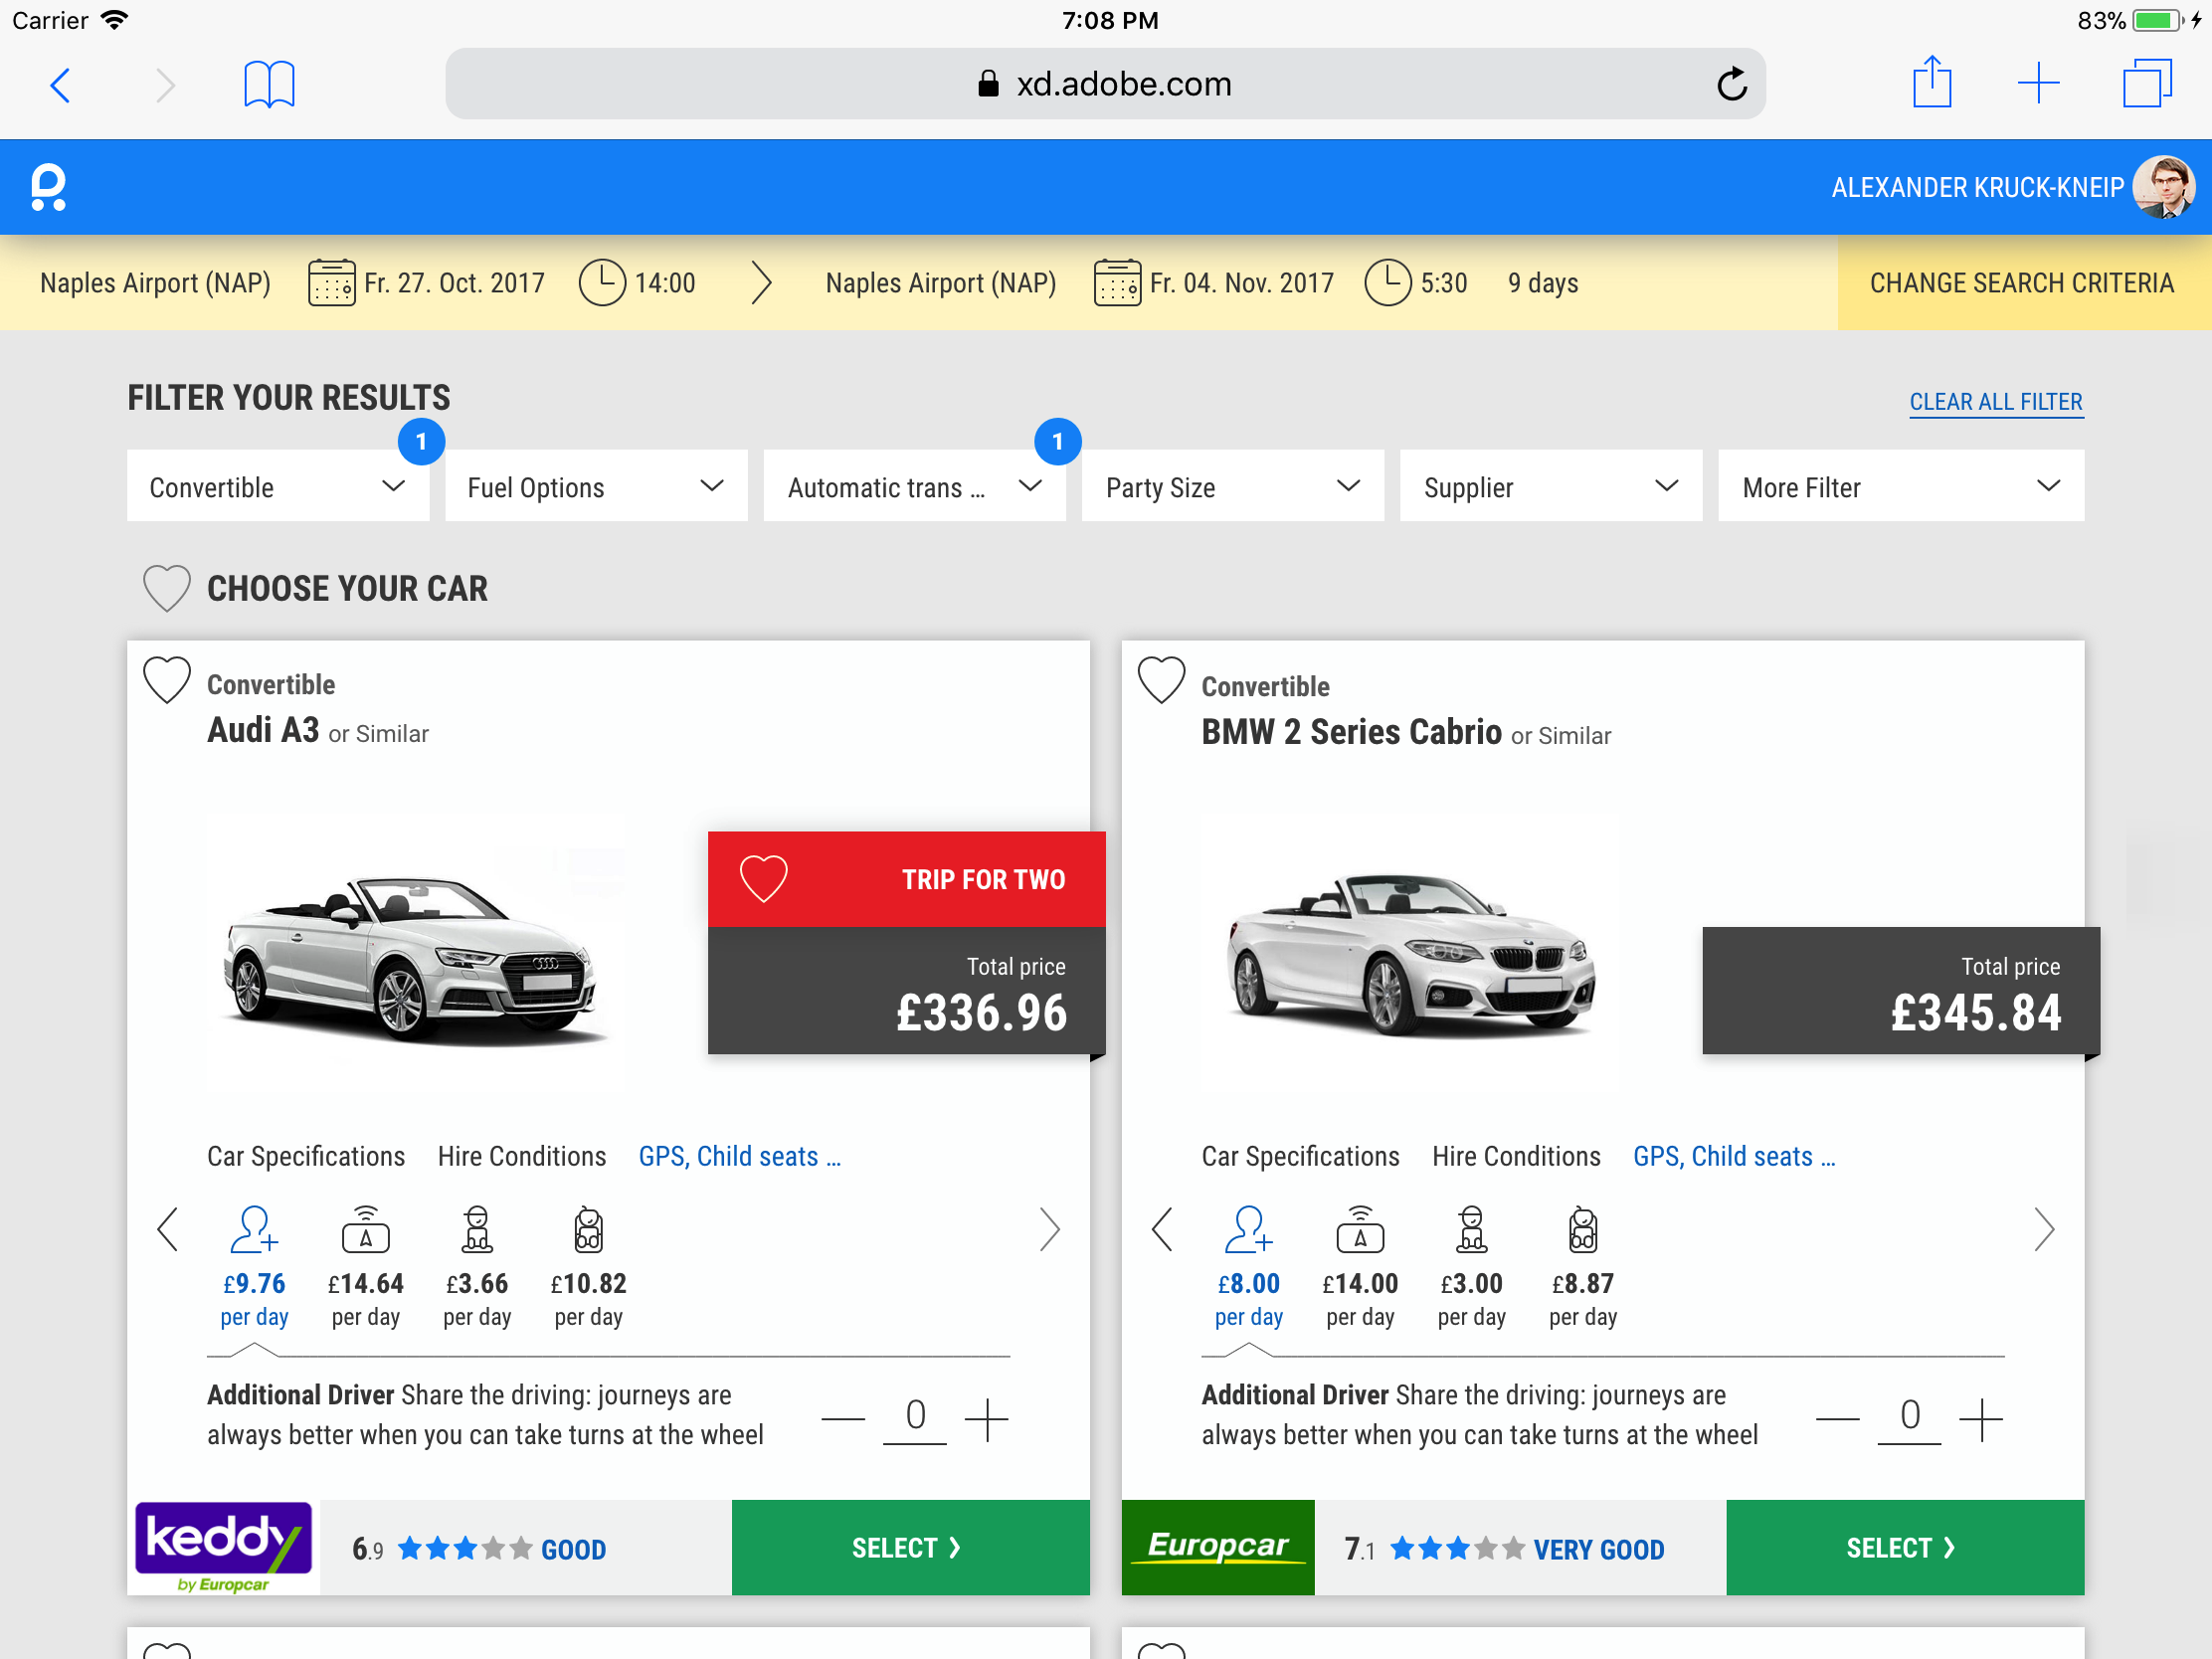 Carrier 7:08 PM 83%
xd.adobe.com
ALEXANDER KRUCK-KNEIP
Naples Airport (NAP) Fr. 27. Oct. 2017 14:00 Naples Airport (NAP) Fr. 04. Nov. 2017 5:30 9 days CHANGE SEARCH CRITERIA
FILTER YOUR RESULTS CLEAR ALL FILTER
1 1
Convertible Fuel Options Automatic trans ... Party Size Supplier More Filter
CHOOSE YOUR CAR
Convertible
Audi A3 or Similar
TRIP FOR TWO
Total price
£336.96
Car Specifications Hire Conditions GPS, Child seats ...
£9.76 £14.64 £3.66 £10.82
per day per day per day per day
Additional Driver Share the driving: journeys are
always better when you can take turns at the wheel
0
keddy
by Europcar
6.9 GOOD SELECT
Convertible
BMW 2 Series Cabrio or Similar
Total price
£345.84
Car Specifications Hire Conditions GPS, Child seats ...
£8.00 £14.00 £3.00 £8.87
per day per day per day per day
Additional Driver Share the driving: journeys are
always better when you can take turns at the wheel
0
Europcar 7.1 VERY GOOD SELECT